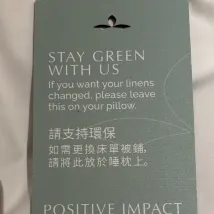 STAY GREEN
WITH US
If you want your linens
changed, please leave
this on your pillow.
請支持環保
如需更換床單被鋪,
請將此放於睡枕上。
POSITIVE IMPACT